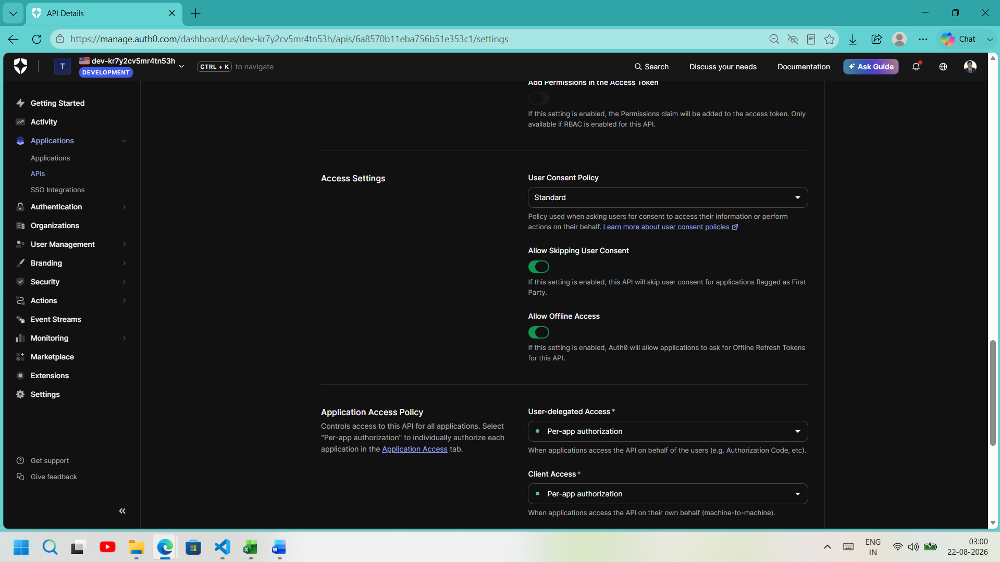 API Details
https://manage.auth0.com/dashboard/us/dev-kr7y2cv5mr4tn53h/apis/6a8570b11eba756b51e353c1/settings
Chat
T
dev-kr7y2cv5mr4tn53h
DEVELOPMENT
CTRL + K to navigate
Search
Discuss your needs
Documentation
Ask Guide
Getting Started
Activity
Applications
Applications
APIs
SSO Integrations
Authentication
Organizations
User Management
Branding
Security
Actions
Event Streams
Monitoring
Marketplace
Extensions
Settings
Get support
Give feedback
Add Permissions in the Access Token
If this setting is enabled, the Permissions claim will be added to the access token. Only
available if RBAC is enabled for this API.
Access Settings
User Consent Policy
Standard
Policy used when asking users for consent to access their information or perform
actions on their behalf. Learn more about user consent policies
Allow Skipping User Consent
If this setting is enabled, this API will skip user consent for applications flagged as First
Party.
Allow Offline Access
If this setting is enabled, Auth0 will allow applications to ask for Offline Refresh Tokens
for this API.
Application Access Policy
Controls access to this API for all applications. Select
"Per-app authorization" to individually authorize each
application in the Application Access tab.
User-delegated Access *
Per-app authorization
When applications access the API on behalf of the users (e.g. Authorization Code, etc).
Client Access *
Per-app authorization
When applications access the API on their own behalf (machine-to-machine).
ENG
IN
03:00
22-08-2026